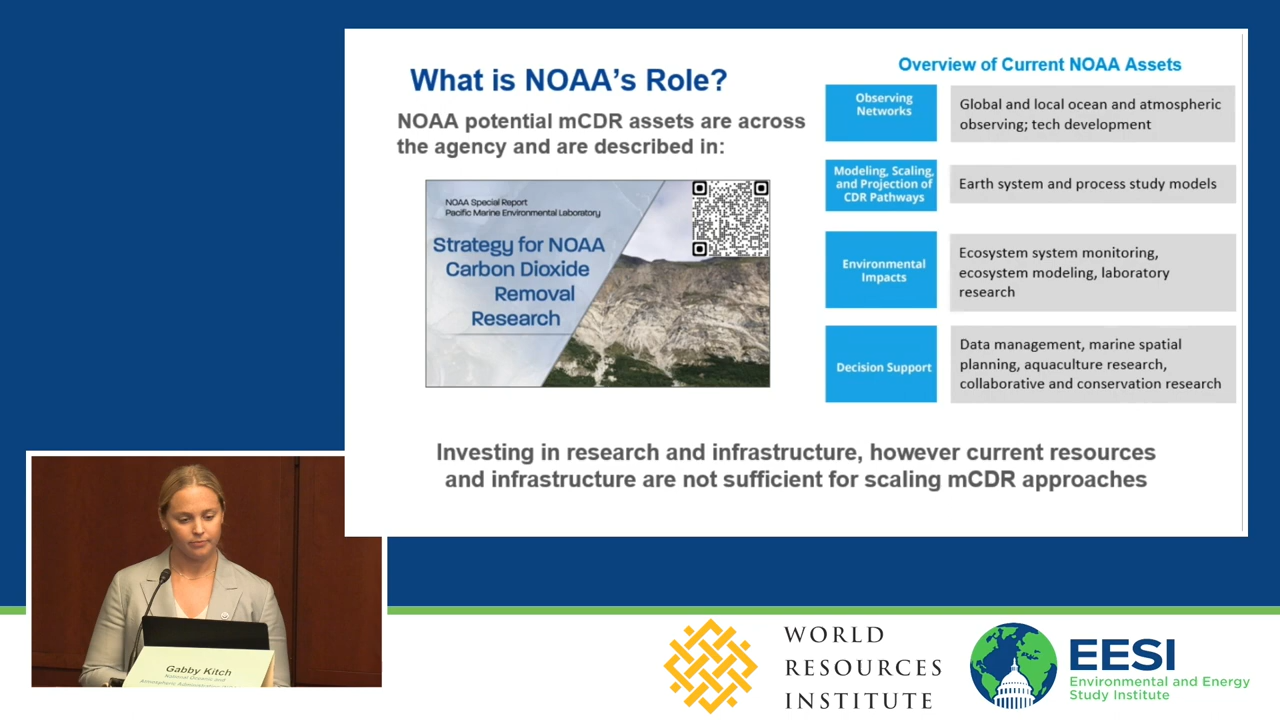 What is NOAA's Role?
NOAA potential mCDR assets are across
the agency and are described in:
NOAA Special Report
Pacific Marine Environmental Laboratory
Strategy for NOAA
Carbon Dioxide
Removal
Research
Overview of Current NOAA Assets
Observing
Networks
Global and local ocean and atmospheric
observing; tech development
Modeling, Scaling,
and Projection of
CDR Pathways
Earth system and process study models
Environmental
Impacts
Ecosystem system monitoring,
ecosystem modeling, laboratory
research
Decision Support
Data management, marine spatial
planning, aquaculture research,
collaborative and conservation research
Investing in research and infrastructure, however current resources
and infrastructure are not sufficient for scaling mCDR approaches
Gabby Kitch
National Oceanic and
Atmospheric Administration
WORLD
RESOURCES
INSTITUTE
EESI
Environmental and Energy
Study Institute